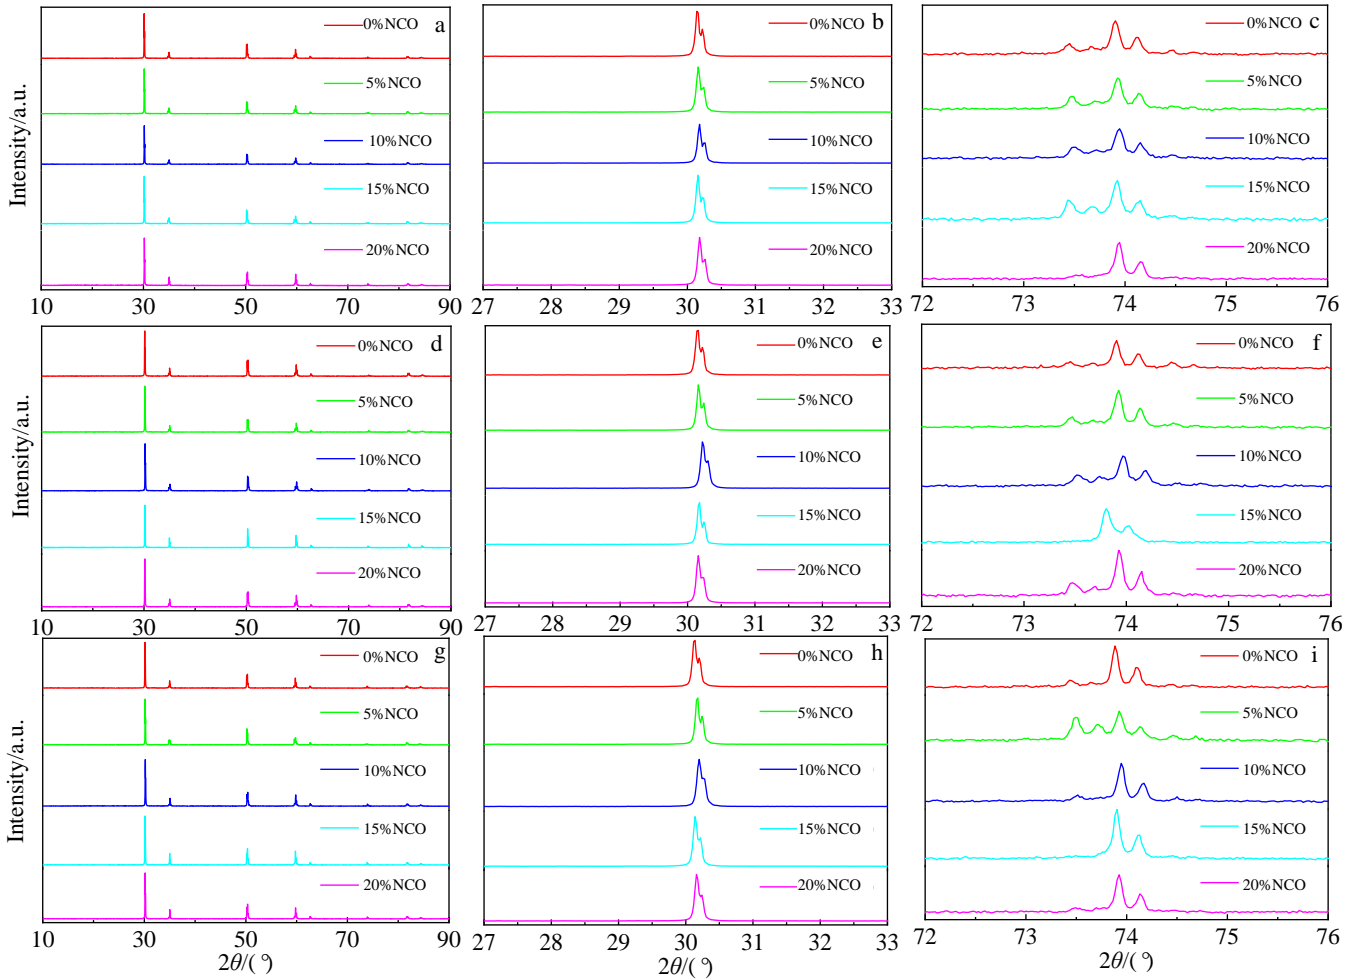 a
0%NCO
5%NCO
10%NCO
15%NCO
20%NCO
Intensity/a.u.
10 30 50 70 90
b
0%NCO
5%NCO
10%NCO
15%NCO
20%NCO
27 28 29 30 31 32 33
c
0%NCO
5%NCO
10%NCO
15%NCO
20%NCO
72 73 74 75 76
d
0%NCO
5%NCO
10%NCO
15%NCO
20%NCO
Intensity/a.u.
10 30 50 70 90
e
0%NCO
5%NCO
10%NCO
15%NCO
20%NCO
27 28 29 30 31 32 33
f
0%NCO
5%NCO
10%NCO
15%NCO
20%NCO
71 72 73 74 75 76
g
0%NCO
5%NCO
10%NCO
15%NCO
20%NCO
Intensity/a.u.
10 30 50 70 90
2θ/(°)
h
0%NCO
5%NCO
10%NCO
15%NCO
20%NCO
27 28 29 30 31 32 33
2θ/(°)
i
0%NCO
5%NCO
10%NCO
15%NCO
20%NCO
72 73 74 75 76
2θ/(°)